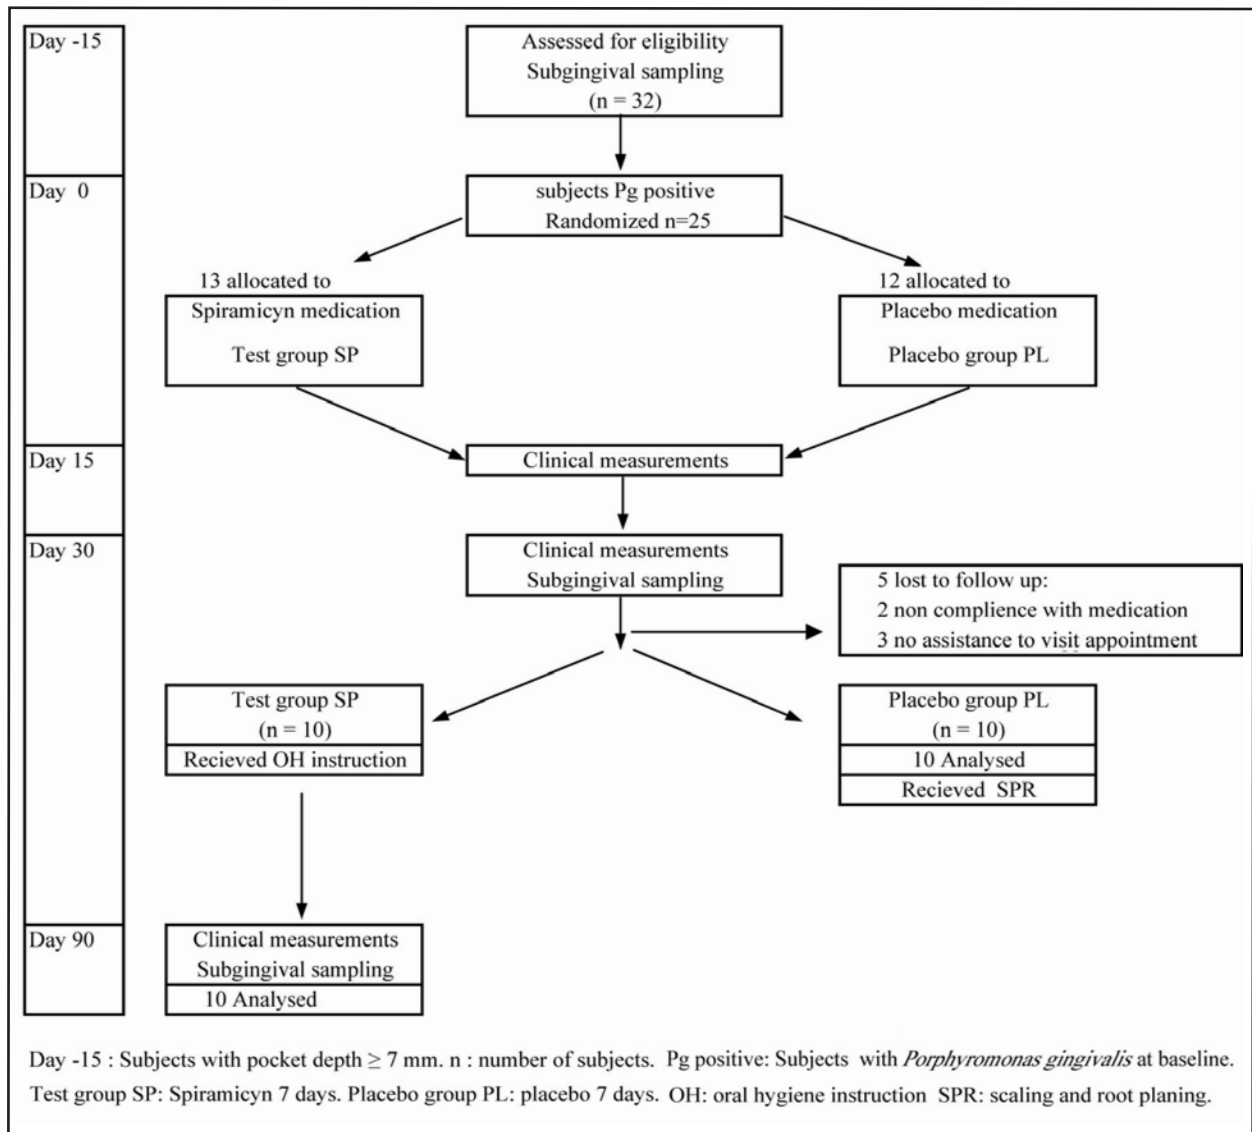 Day -15
Assessed for eligibility
Subgingival sampling
(n = 32)
Day 0
subjects Pg positive
Randomized n=25
13 allocated to
Spiramicyn medication
Test group SP
12 allocated to
Placebo medication
Placebo group PL
Day 15
Clinical measurements
Day 30
Clinical measurements
Subgingival sampling
5 lost to follow up:
2 non complience with medication
3 no assistance to visjt appointment
Test group SP
(n = 10)
Recieved OH instruction
Placebo group PL
(n = 10)
10 Analysed
Recieved SPR
Day 90
Clinical measurements
Subgingival sampling
10 Analysed
Day -15 : Subjects with pocket depth ≥ 7 mm. n : number of subjects. Pg positive: Subjects with Porphyromonas gingivalis at baseline.
Test group SP: Spiramicyn 7 days. Placebo group PL: placebo 7 days. OH: oral hygiene instruction SPR: scaling and root planing.